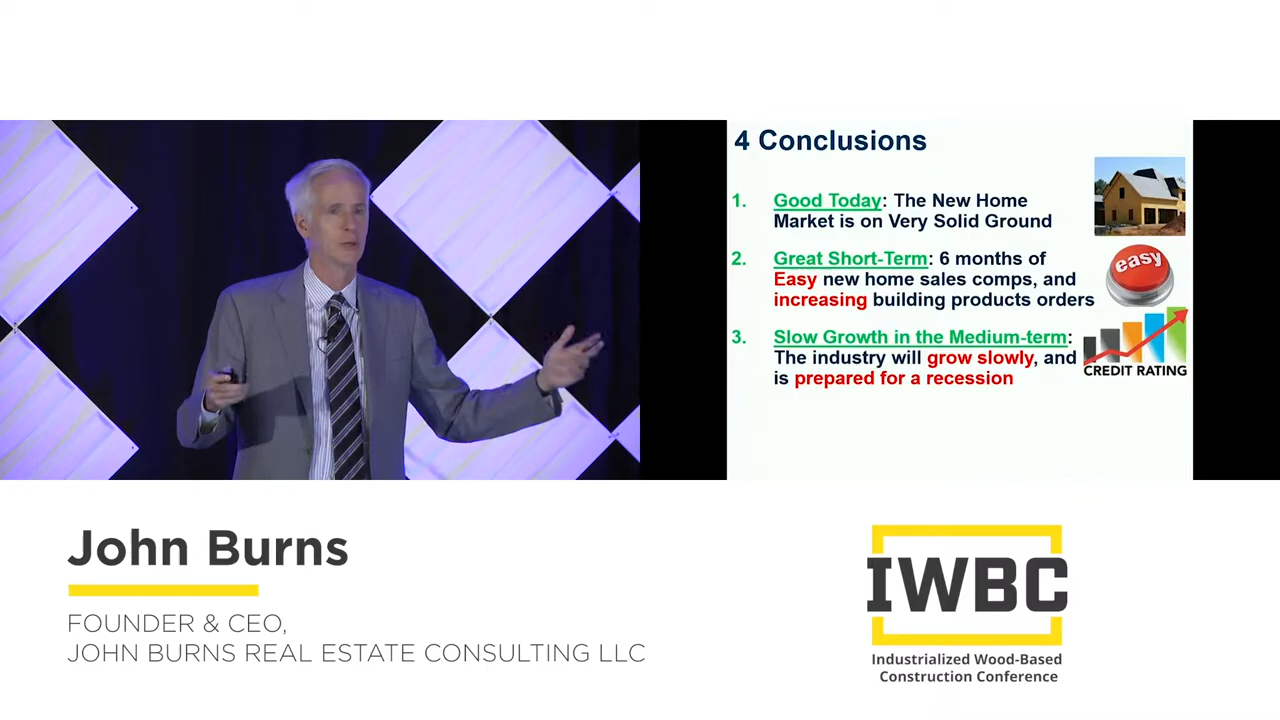 4 Conclusions
1. Good Today: The New Home
Market is on Very Solid Ground
2. Great Short-Term: 6 months of
Easy new home sales comps, and
increasing building products orders
easy
3. Slow Growth in the Medium-term:
The industry will grow slowly, and
is prepared for a recession
CREDIT RATING
John Burns
FOUNDER & CEO,
JOHN BURNS REAL ESTATE CONSULTING LLC
IWBC
Industrialized Wood-Based
Construction Conference